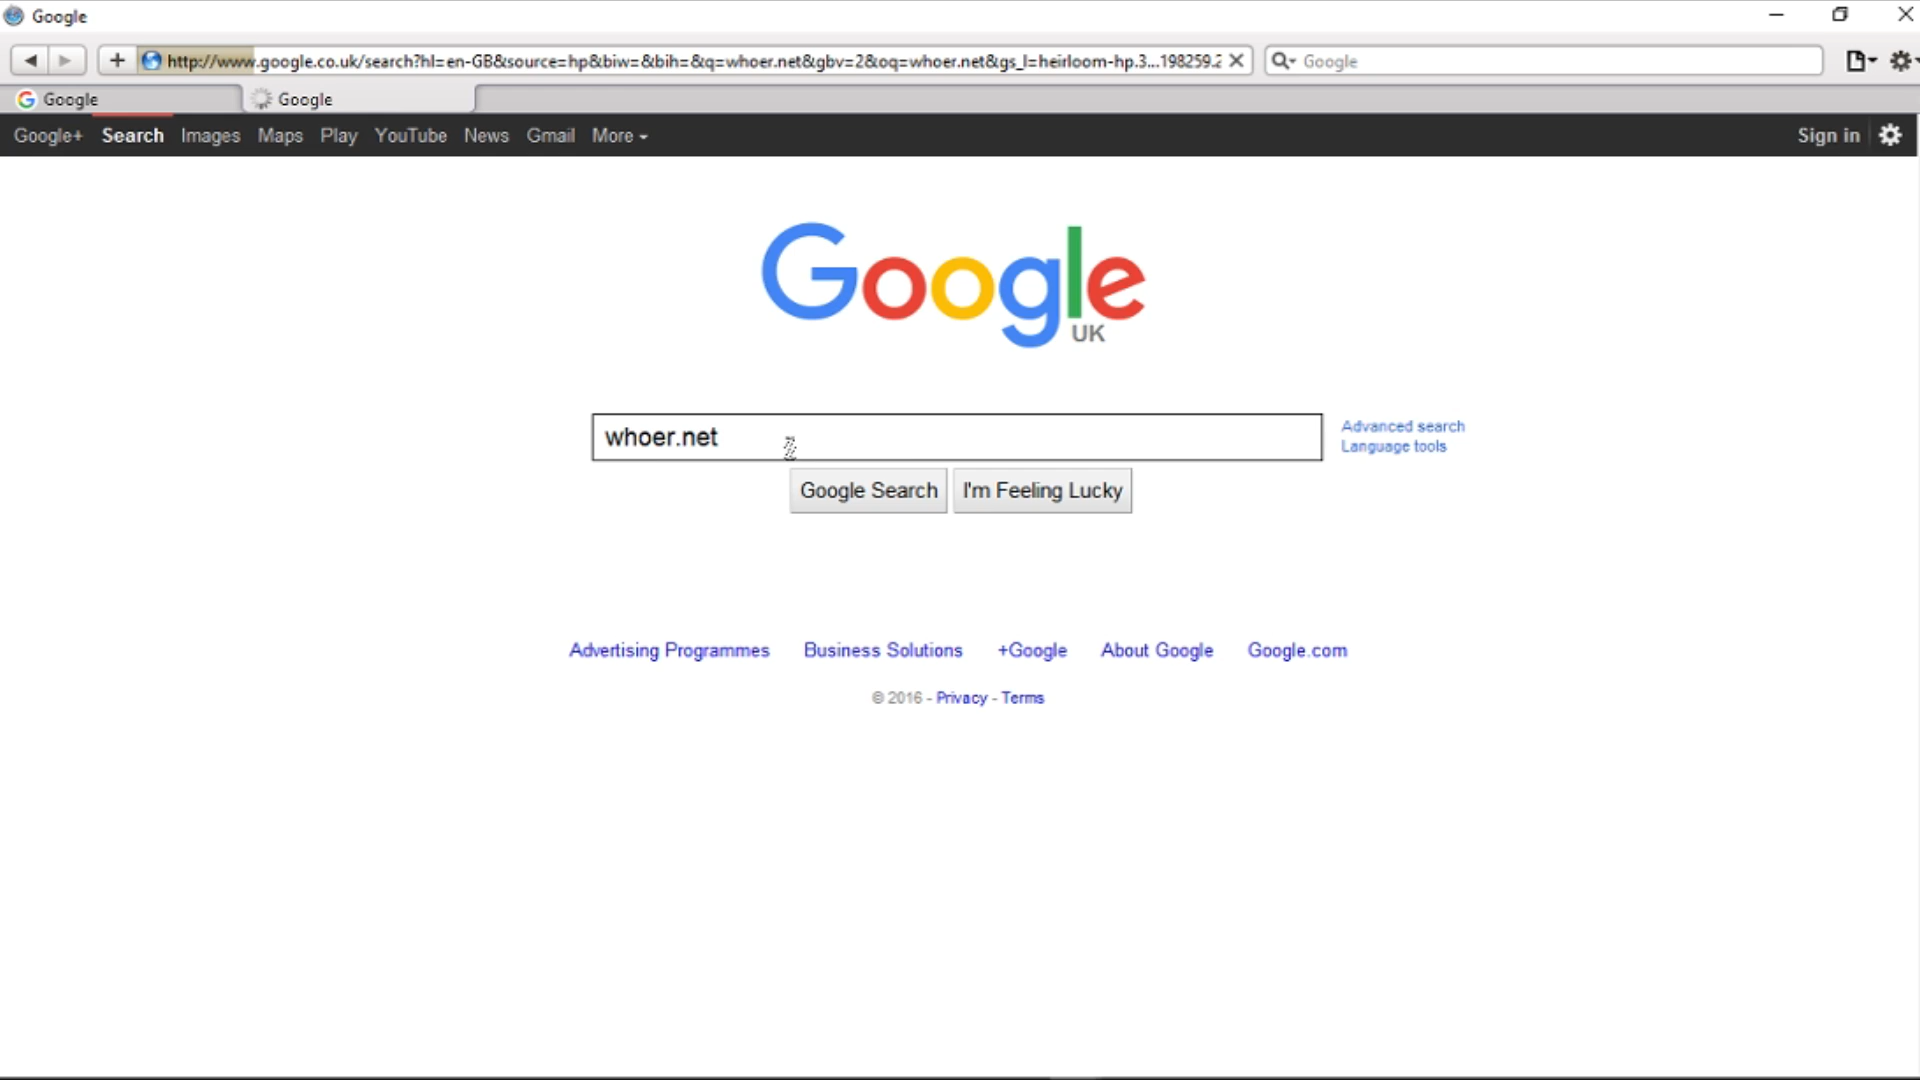 Google
http://www.google.co.uk/search?hl=en-GB&source=hp&biw=&bih=&q=whoer.net&gbv=2&oq=whoer.net&gs_l=heirloom-hp.3...198259.2
Google
Google
Google
Google+ Search Images Maps Play YouTube News Gmail More
Sign in
Google
UK
whoer.net
Advanced search
Language tools
Google Search
I'm Feeling Lucky
Advertising Programmes Business Solutions +Google About Google Google.com
© 2016 - Privacy - Terms